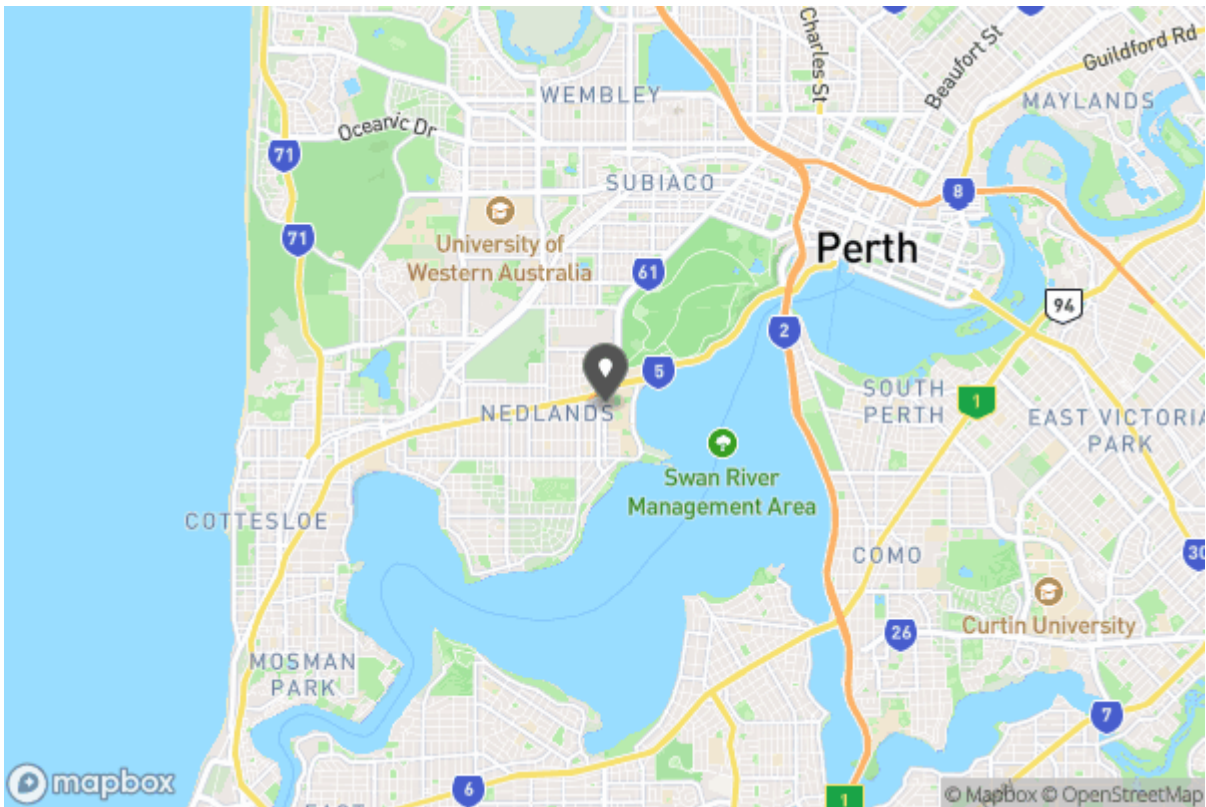 Charles St
Beaufort St
Guildford Rd
WEMBLEY
MAYLANDS
Oceanic Dr
71
SUBIACO
8
71
University of
Western Australia
Perth
61
94
2
5
SOUTH
PERTH
1
NEDLANDS
EAST VICTORIA
PARK
Swan River
Management Area
COTTESLOE
COMO
30
Curtin University
26
MOSMAN
PARK
7
6
mapbox
1
© Mapbox © OpenStreetMap
EAST